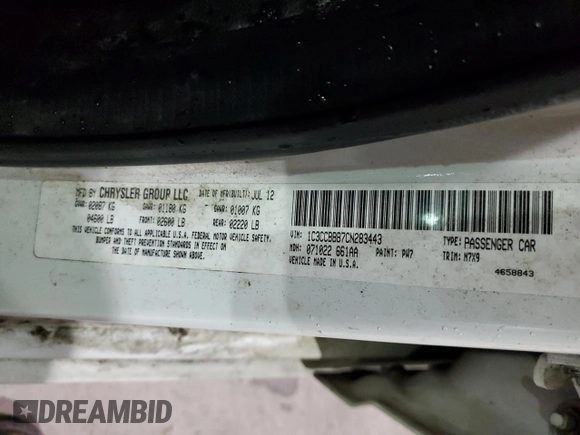 MFD BY CHRYSLER GROUP LLC DATE OF MFR(BUILT): JUL 12
GVWR: 02087 KG GAWR: 01180 KG GAWR: 01007 KG
04600 LB FRONT: 02600 LB REAR: 02220 LB
THIS VEHICLE CONFORMS TO ALL APPLICABLE U.S.A. FEDERAL MOTOR VEHICLE SAFETY,
BUMPER AND THEFT PREVENTION STANDARDS IN EFFECT ON
THE DATE OF MANUFACTURE SHOWN ABOVE.
VIN: 1C3CCBBB7CN283443 TYPE: PASSENGER CAR
MDH: 071022 661AA PAINT: PW7 TRIM: M7X9
VEHICLE MADE IN U.S.A. 4658843
DREAMBID